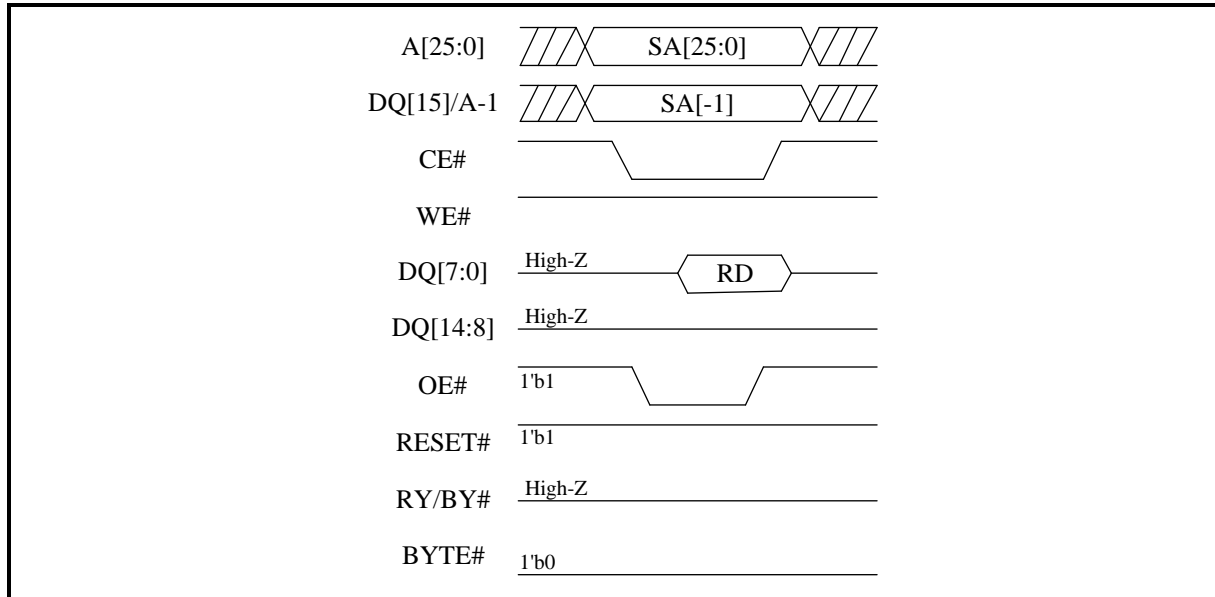 A[25:0] SA[25:0]
DQ[15]/A-1 SA[-1]
CE#
WE#
DQ[7:0] High-Z RD
DQ[14:8] High-Z
OE# 1'b1
RESET# 1'b1
RY/BY# High-Z
BYTE# 1'b0